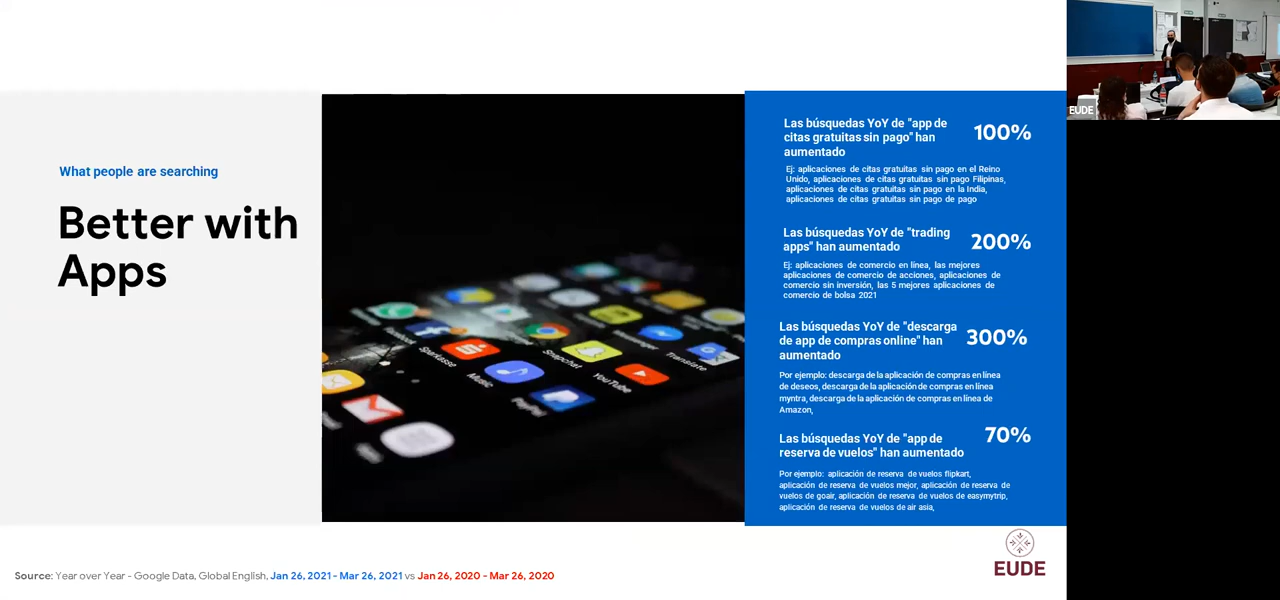 What people are searching
Better with
Apps
Facebook
Sparkasse
Music
PayPal
Snapchat
YouTube
Messenger
Translate
Las búsquedas YoY de "app de
citas gratuitas sin pago" han
aumentado
100%
Ej: aplicaciones de citas gratuitas sin pago en el Reino
Unido, aplicaciones de citas gratuitas sin pago Filipinas,
aplicaciones de citas gratuitas sin pago en la India,
aplicaciones de citas gratuitas sin pago de pago
Las búsquedas YoY de "trading
apps" han aumentado
200%
Ej: aplicaciones de comercio en línea, las mejores
aplicaciones de comercio de acciones, aplicaciones de
comercio sin inversión, las 5 mejores aplicaciones de
comercio de bolsa 2021
Las búsquedas YoY de "descarga
de app de compras online" han
aumentado
300%
Por ejemplo: descarga de la aplicación de compras en línea
de deseos, descarga de la aplicación de compras en línea
myntra, descarga de la aplicación de compras en línea de
Amazon,
Las búsquedas YoY de "app de
reserva de vuelos" han aumentado
70%
Por ejemplo: aplicación de reserva de vuelos flipkart,
aplicación de reserva de vuelos mejor, aplicación de reserva de
vuelos de goair, aplicación de reserva de vuelos de easymytrip,
aplicación de reserva de vuelos de air asia,
Source: Year over Year - Google Data, Global English, Jan 26, 2021 - Mar 26, 2021 vs Jan 26, 2020 - Mar 26, 2020
EUDE
EUDE